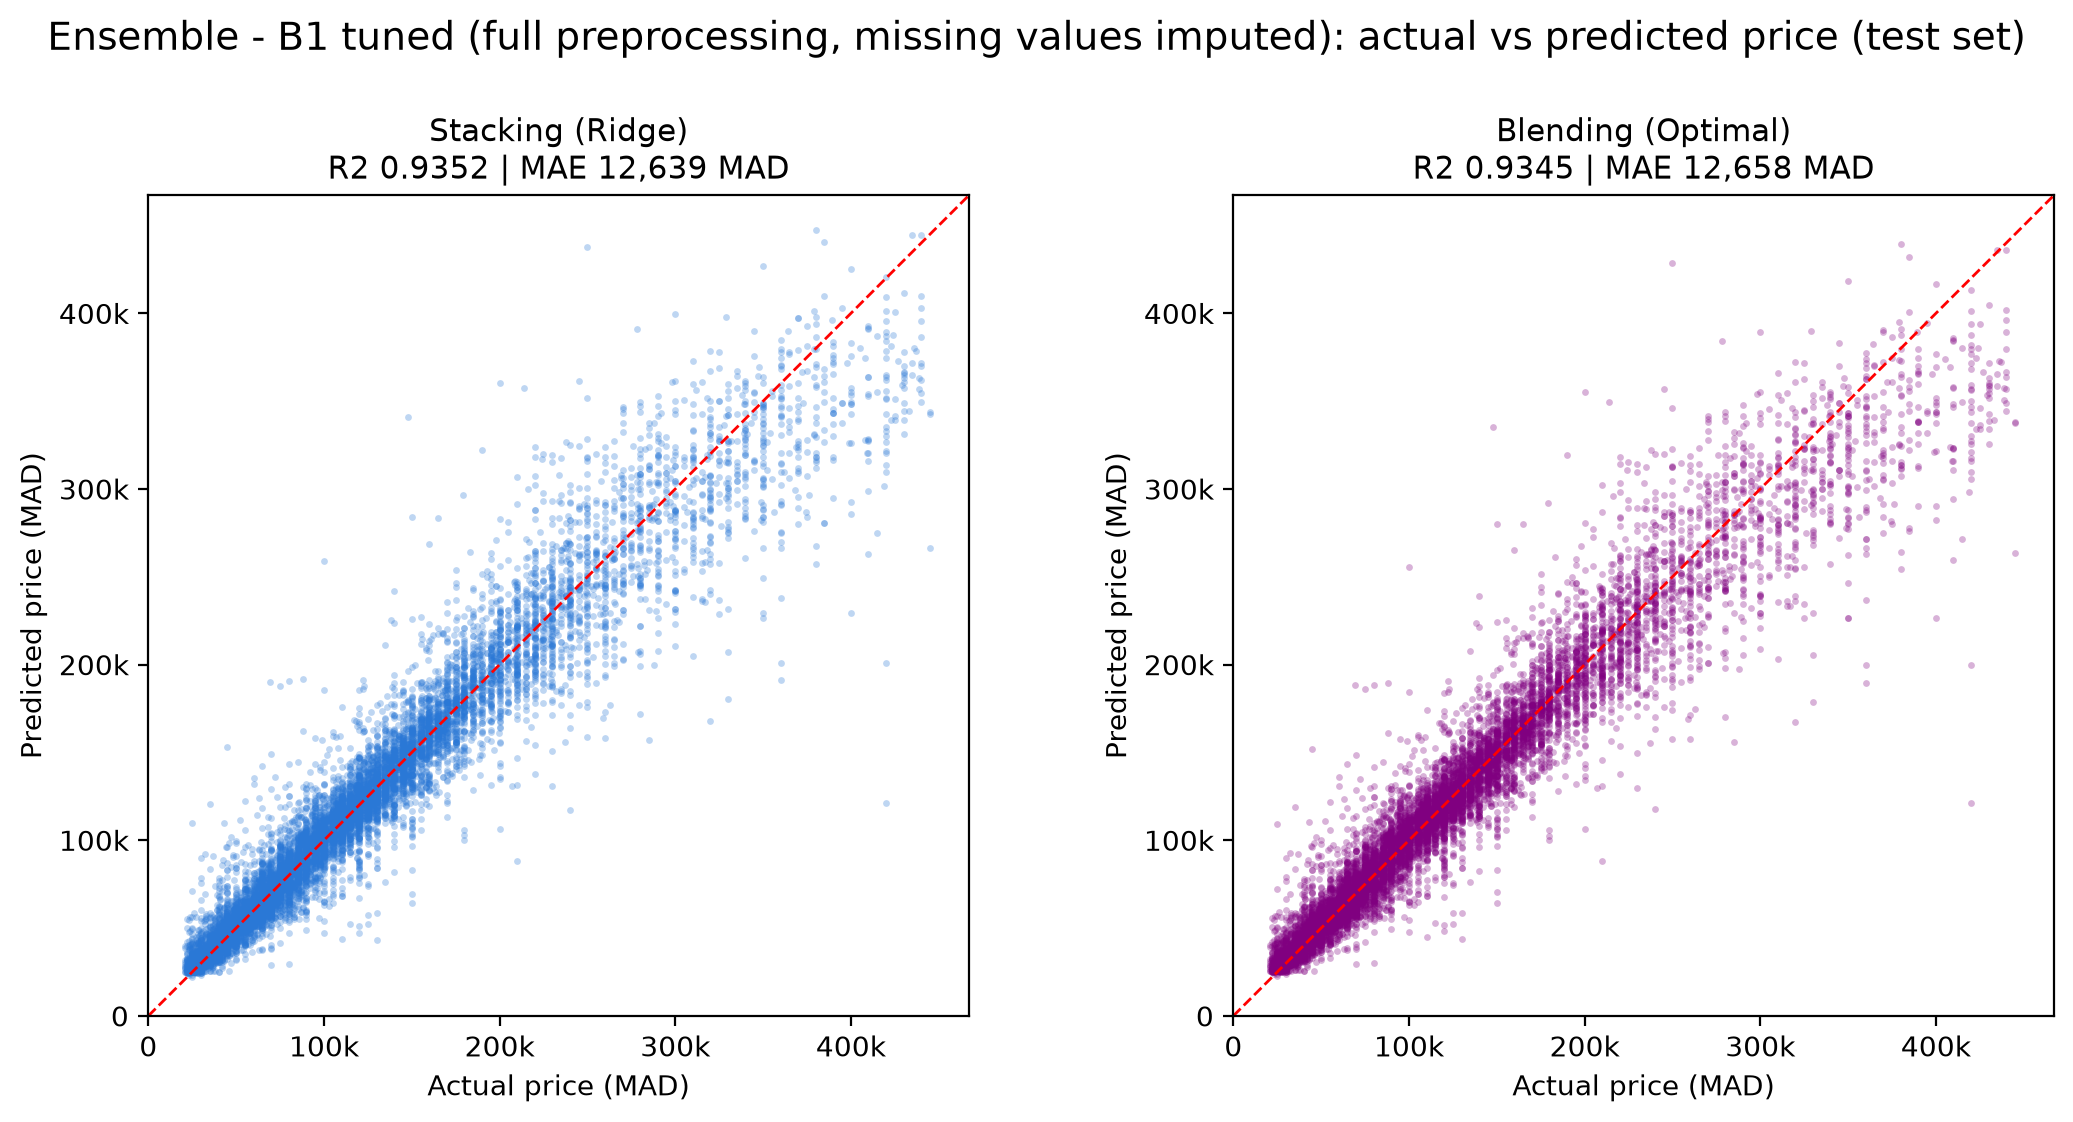 Ensemble - B1 tuned (full preprocessing, missing values imputed): actual vs predicted price (test set)
Stacking (Ridge)
R2 0.9352 | MAE 12,639 MAD
400k
300k
200k
100k
0
Predicted price (MAD)
0 100k 200k 300k 400k
Actual price (MAD)
Blending (Optimal)
R2 0.9345 | MAE 12,658 MAD
400k
300k
200k
100k
0
Predicted price (MAD)
0 100k 200k 300k 400k
Actual price (MAD)